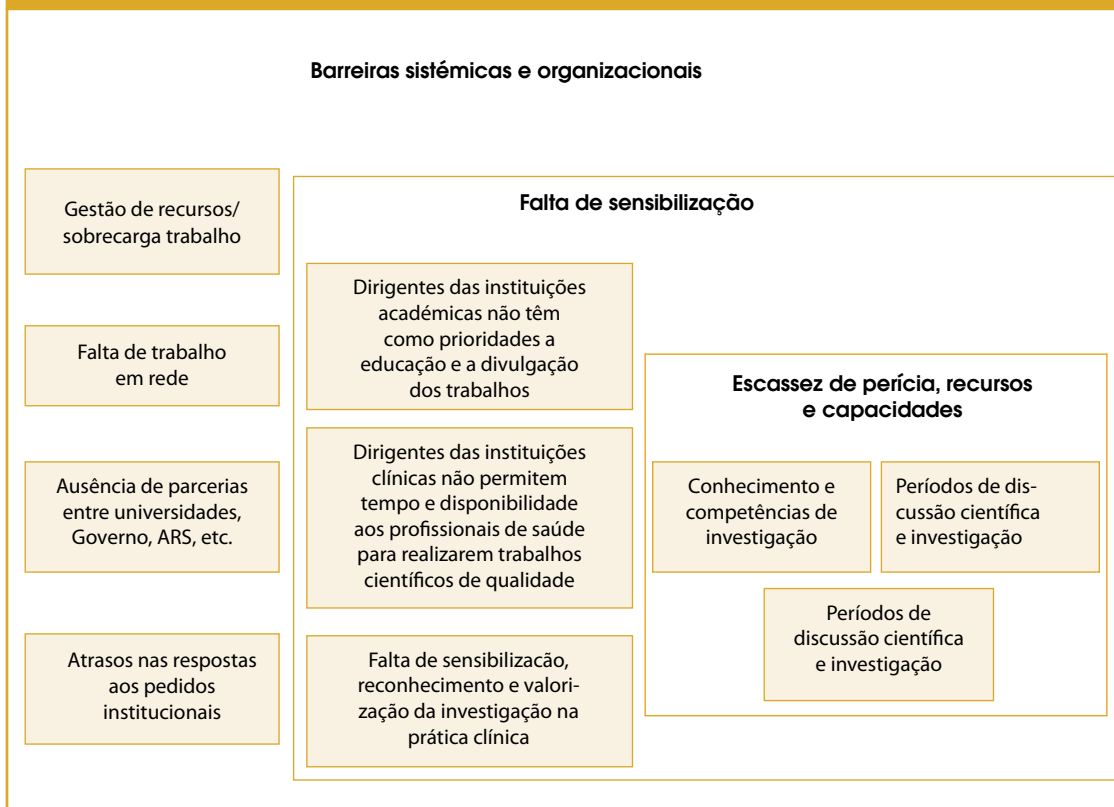 Barreiras sistémicas e organizacionais
Gestão de recursos/
sobrecarga trabalho
Falta de trabalho
em rede
Ausência de parcerias
entre universidades,
Governo, ARS, etc.
Atrasos nas respostas
aos pedidos
institucionais
Falta de sensibilização
Dirigentes das instituições
académicas não têm
como prioridades a
educação e a divulgação
dos trabalhos
Dirigentes das instituições
clínicas não permitem
tempo e disponibilidade
aos profissionais de saúde
para realizarem trabalhos
científicos de qualidade
Falta de sensibilizacão,
reconhecimento e valori-
zação da investigação na
prática clínica
Escassez de perícia, recursos
e capacidades
Conhecimento e
competências de
investigação
Períodos de dis-
cussão científica
e investigação
Períodos de
discussão científica
e investigação